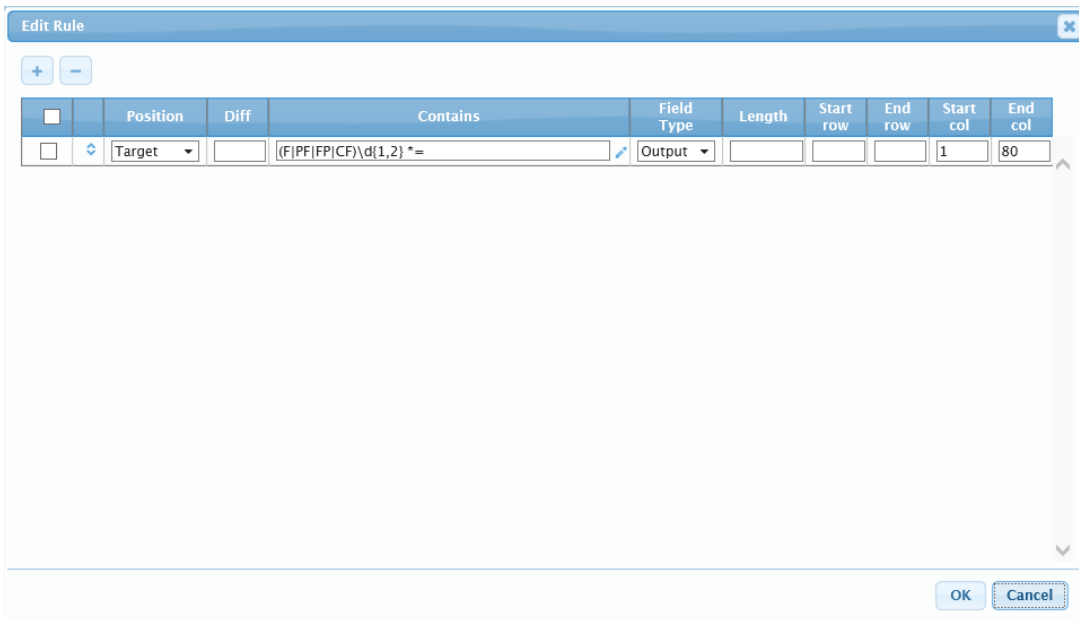 Edit Rule
+ −
Position Diff Contains Field Type Length Start row End row Start col End col
Target (F|PF|FP|CF)\d{1,2} *= Output 1 80
OK Cancel